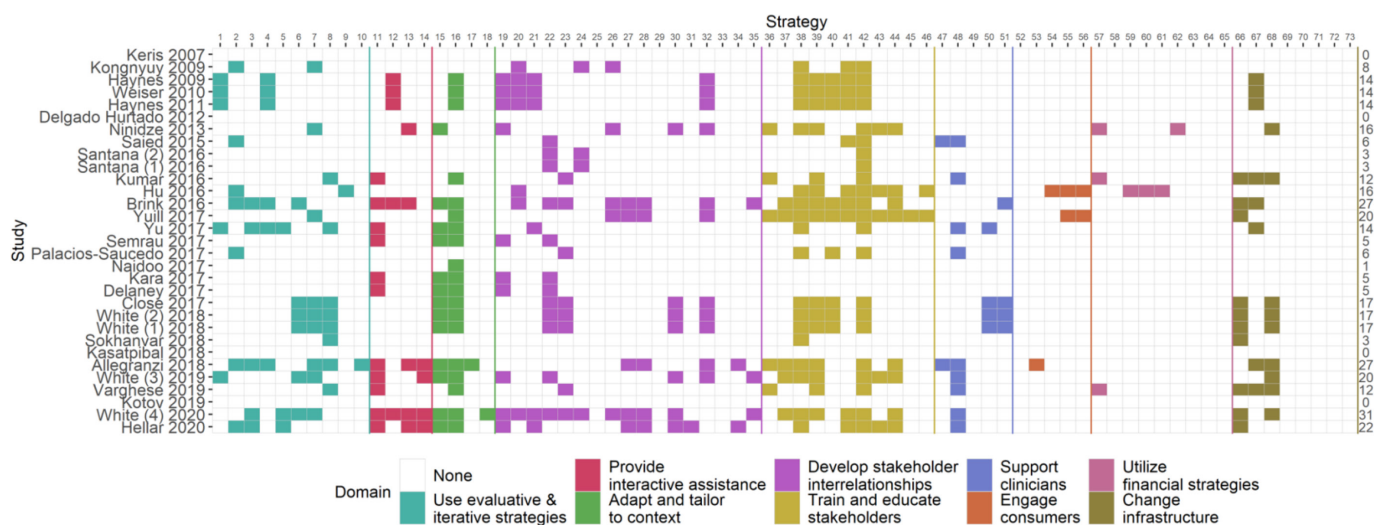 Strategy
1 2 3 4 5 6 7 8 9 10 11 12 13 14 15 16 17 18 19 20 21 22 23 24 25 26 27 28 29 30 31 32 33 34 35 36 37 38 39 40 41 42 43 44 45 46 47 48 49 50 51 52 53 54 55 56 57 58 59 60 61 62 63 64 65 66 67 68 69 70 71 72 73
Study
Keris 2007 0
Kongnyuy 2009 8
Haynes 2009 14
Weiser 2010 14
Haynes 2011 14
Delgado Hurtado 2012 0
Ninidze 2013 16
Saied 2015 6
Santana (2) 2016 3
Santana (1) 2016 3
Kumar 2016 12
Hu 2016 16
Brink 2017 27
Yuill 2017 20
Yu 2017 14
Semrau 2017 5
Palacios-Saucedo 2017 6
Naidoo 2017 1
Kara 2017 5
Delaney 2017 5
Close 2017 17
White (2) 2018 17
White (1) 2018 17
Sokhanvar 2018 3
Kasatpibal 2018 0
Allegranzi 2018 27
White (3) 2019 20
Varghese 2019 12
Kotov 2019 0
White (4) 2020 31
Hellar 2020 22
Domain
None
Use evaluative &
iterative strategies
Provide
interactive assistance
Adapt and tailor
to context
Develop stakeholder
interrelationships
Train and educate
stakeholders
Support
clinicians
Engage
consumers
Utilize
financial strategies
Change
infrastructure